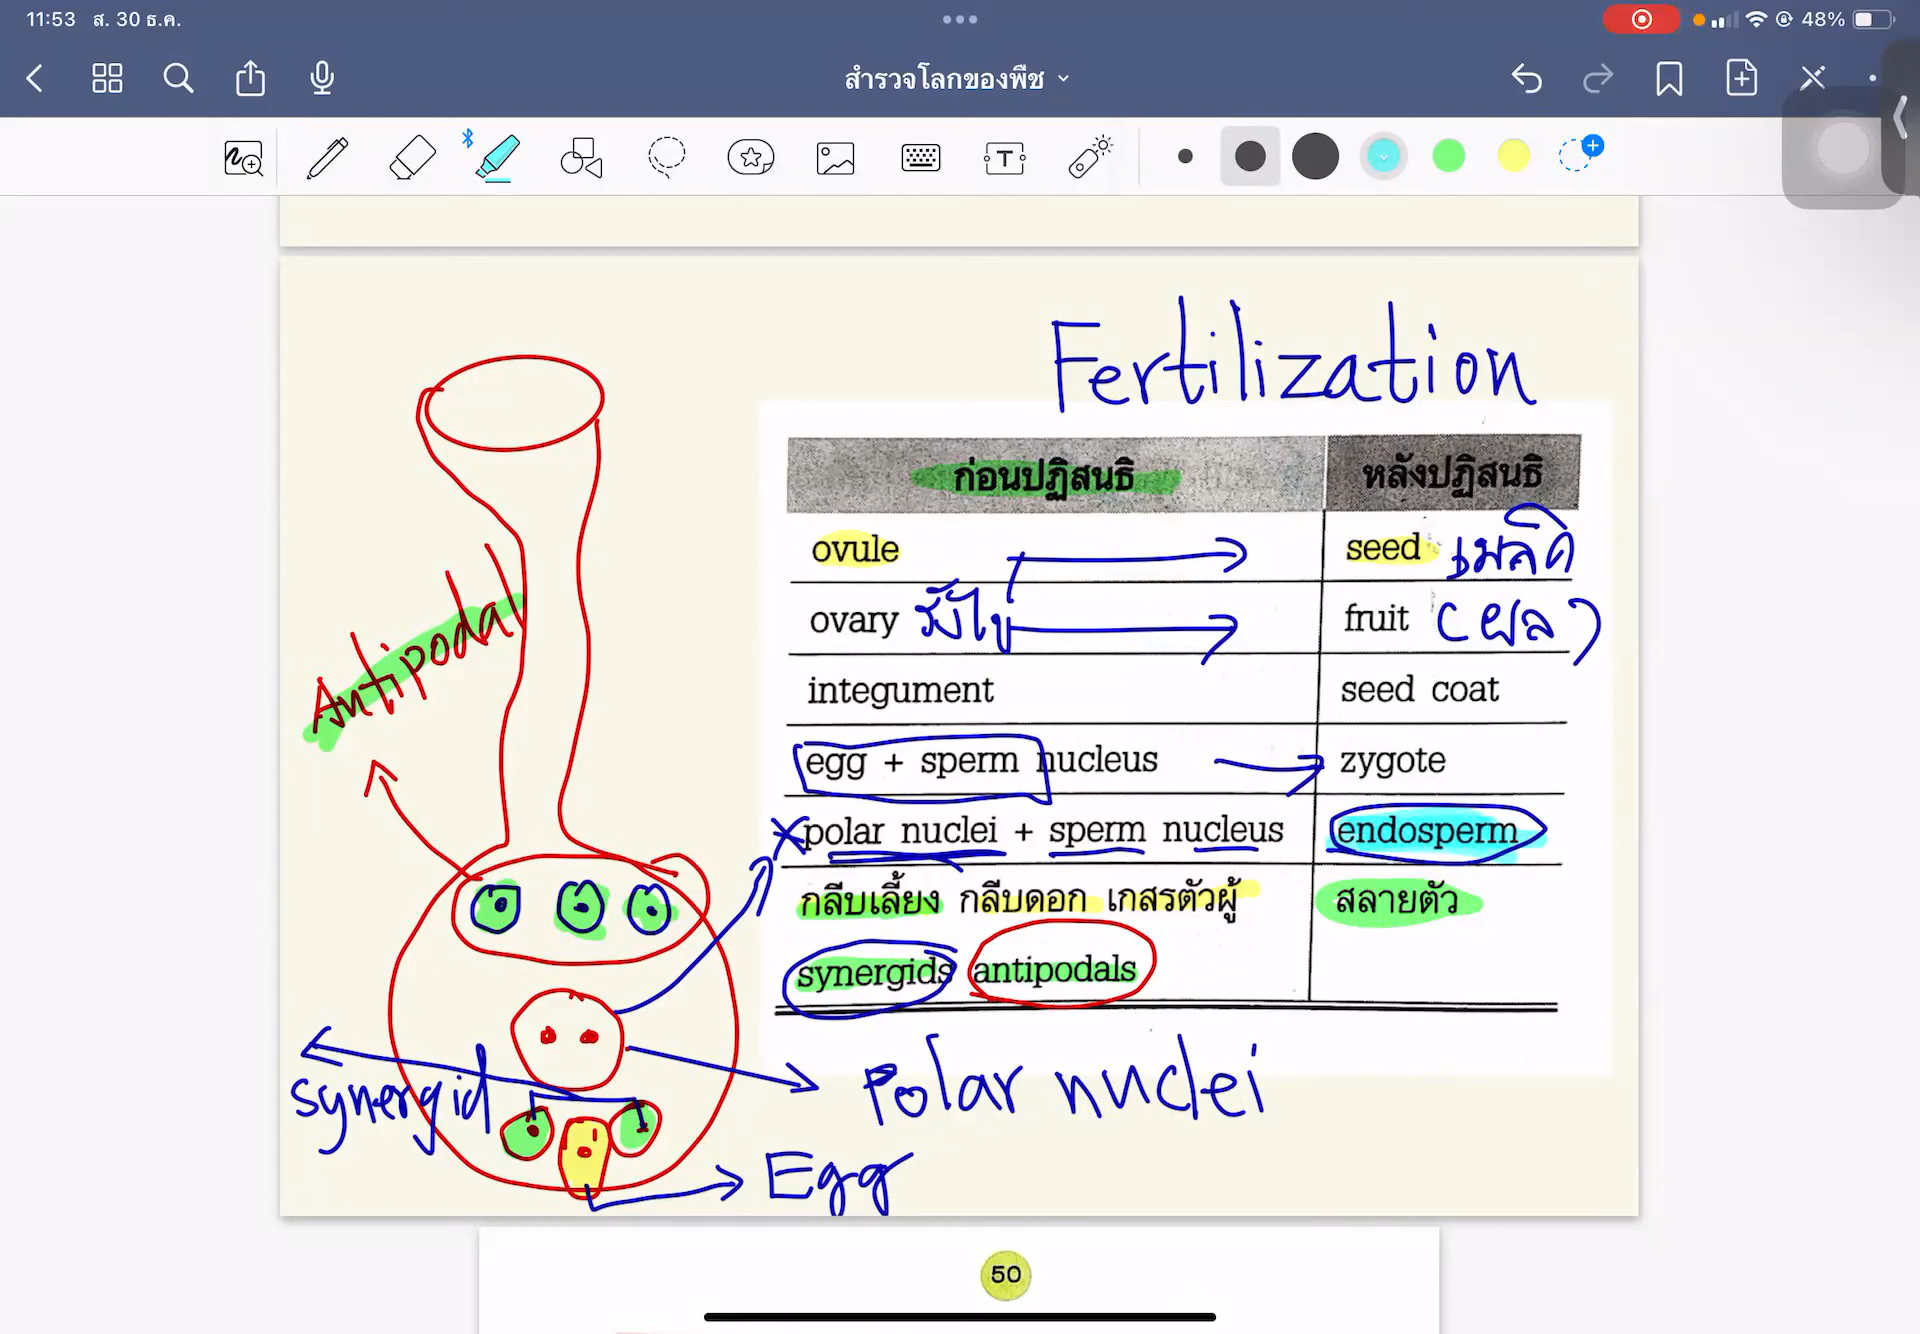 11:53 ส. 30 ธ.ค.
48%
สำรวจโลกของพืช
T
Fertilization
ก่อนปฏิสนธิ หลังปฏิสนธิ
ovule seed เมล็ด
ovary รังไข่ fruit (ผล)
integument seed coat
egg + sperm nucleus zygote
polar nuclei + sperm nucleus endosperm
กลีบเลี้ยง กลีบดอก เกสรตัวผู้ สลายตัว
synergids antipodals
Antipodal
synergid
Polar nuclei
Egg
50